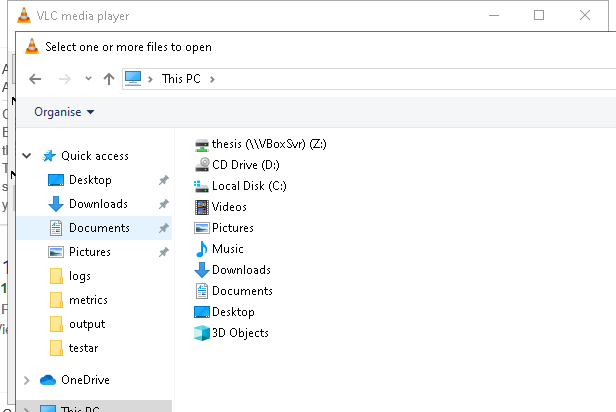 VLC media player
Select one or more files to open
This PC
Organise
Quick access
Desktop
Downloads
Documents
Pictures
logs
metrics
output
testar
OneDrive
This PC
thesis (\\VBoxSvr) (Z:)
CD Drive (D:)
Local Disk (C:)
Videos
Pictures
Music
Downloads
Documents
Desktop
3D Objects